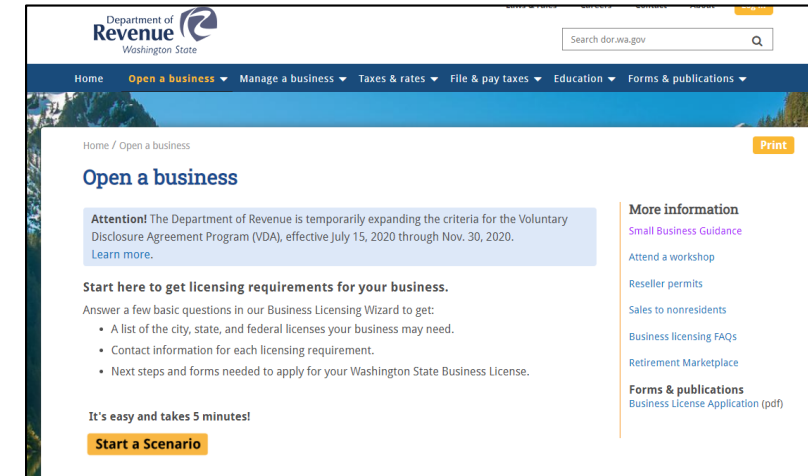 Department of
Revenue
Washington State
Laws & rules Careers Contact About
Search dor.wa.gov
Home Open a business Manage a business Taxes & rates File & pay taxes Education Forms & publications
Home / Open a business
Print
Open a business
Attention! The Department of Revenue is temporarily expanding the criteria for the Voluntary
Disclosure Agreement Program (VDA), effective July 15, 2020 through Nov. 30, 2020.
Learn more.
Start here to get licensing requirements for your business.
Answer a few basic questions in our Business Licensing Wizard to get:
• A list of the city, state, and federal licenses your business may need.
• Contact information for each licensing requirement.
• Next steps and forms needed to apply for your Washington State Business License.
It's easy and takes 5 minutes!
Start a Scenario
More information
Small Business Guidance
Attend a workshop
Reseller permits
Sales to nonresidents
Business licensing FAQs
Retirement Marketplace
Forms & publications
Business License Application (pdf)